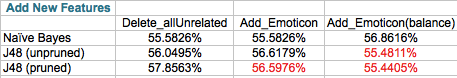 Add New Features
Delete_allUnrelated Add_Emoticon Add_Emoticon(balance)
Naïve Bayes 55.5826% 55.5826% 56.8616%
J48 (unpruned) 56.0495% 56.6179% 55.4811%
J48 (pruned) 57.8563% 56.5976% 55.4405%